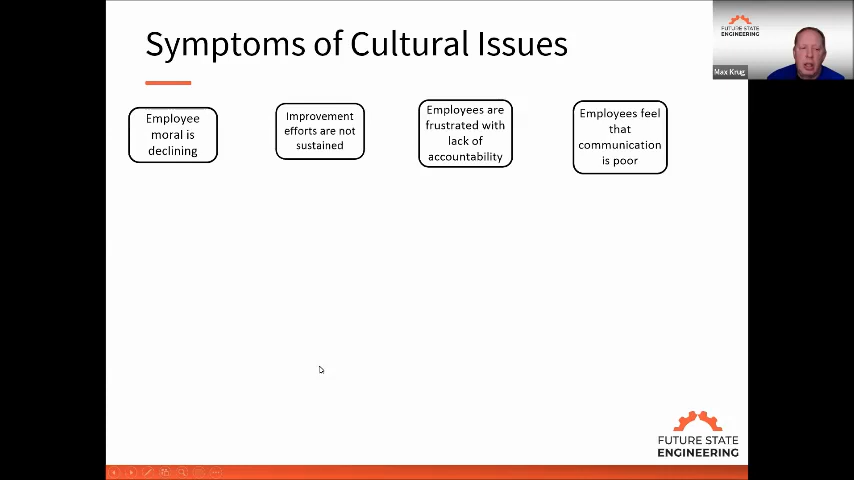 Symptoms of Cultural Issues
FUTURE STATE
ENGINEERING
Max Krug
Employee
moral is
declining
Improvement
efforts are not
sustained
Employees are
frustrated with
lack of
accountability
Employees feel
that
communication
is poor
FUTURE STATE
ENGINEERING